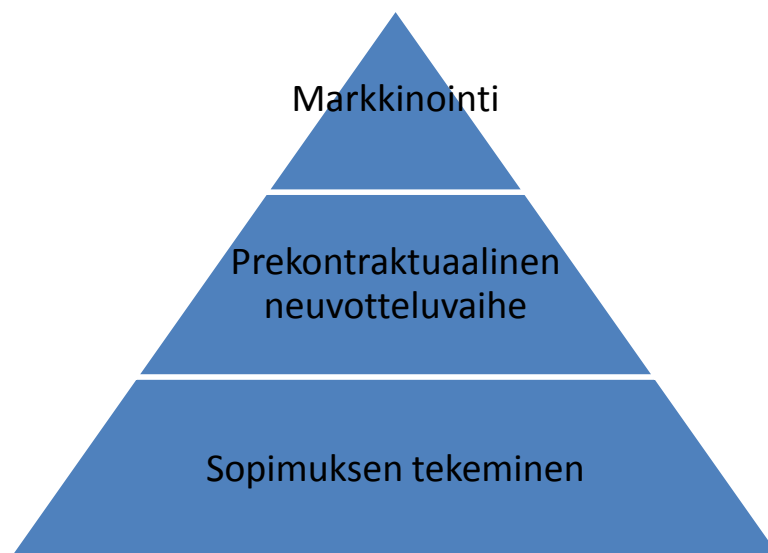 Markkinointi
Prekontraktuaalinen
neuvotteluvaihe
Sopimuksen tekeminen